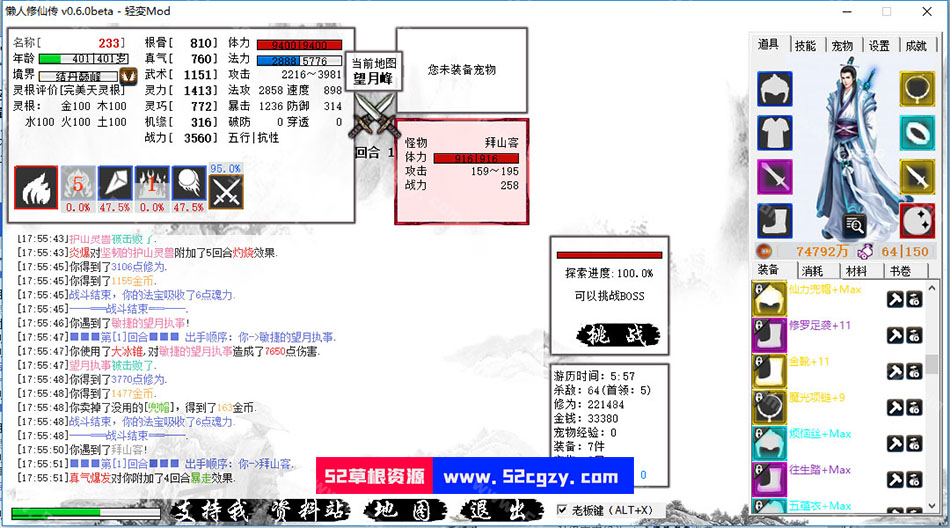 懒人修仙传 v0.6.0beta - 轻变Mod
名称[ 233] 根骨[ 810] 体力 9400|9400
年龄 401|401岁 真气[ 760] 法力 2888|5776
境界 结丹巅峰 武术[ 1151] 攻击 2216～3981
灵根评价[完美天灵根] 灵力[ 1413] 法攻 2858 速度 898
灵根: 金100 木100 灵巧[ 772] 暴击 1236 防御 314
水100 火100 土100 机缘[ 316] 破防 0 穿透 0
战力[ 3560] 五行|抗性
5 1 95.0%
0.0% 47.5% 0.0% 47.5%
当前地图
望月峰
回合 1
您未装备宠物
怪物 拜山客
体力 916|916
攻击 159～195
战力 258
[17:55:43]护山灵兽被击败了.
[17:55:43]炎爆对坚韧的护山灵兽附加了5回合灼烧效果.
[17:55:45]你得到了3106点修为.
[17:55:45]你得到了1155金币.
[17:55:45]战斗结束，你的法宝吸收了6点魂力.
[17:55:45]————战斗结束————.
[17:55:46]你遇到了敏捷的望月执事!
[17:55:47]■■■第[1]回合■■■ 出手顺序: 你->敏捷的望月执事.
[17:55:47]你使用了大冰锥,对敏捷的望月执事造成了7650点伤害.
[17:55:47]望月执事被击败了.
[17:55:48]你得到了3770点修为.
[17:55:48]你得到了1477金币.
[17:55:48]你卖掉了没用的[兜帽]，得到了163金币.
[17:55:48]战斗结束，你的法宝吸收了6点魂力.
[17:55:48]————战斗结束————.
[17:55:50]你遇到了拜山客!
[17:55:51]■■■第[1]回合■■■ 出手顺序: 你->拜山客.
[17:55:51]真气爆发对你附加了4回合暴走效果.
探索进度: 100.0%
可以挑战BOSS
挑 战
游历时间: 5:57
杀敌: 64(首领: 5)
修为: 221484
金钱: 33380
宠物经验: 0
装备: 7件
0
52草根资源 www.52cgzy.com
支持我 资料站 地 图 退 出
老板键 (ALT+X)
道具 技能 宠物 设置 成就
74792万 64|150
装备 消耗 材料 书卷
仙力兜帽+Max
修罗足袭+11
金靴+11
魔光项链+9
烦恼丝+Max
往生踏+Max
五蕴衣+Max